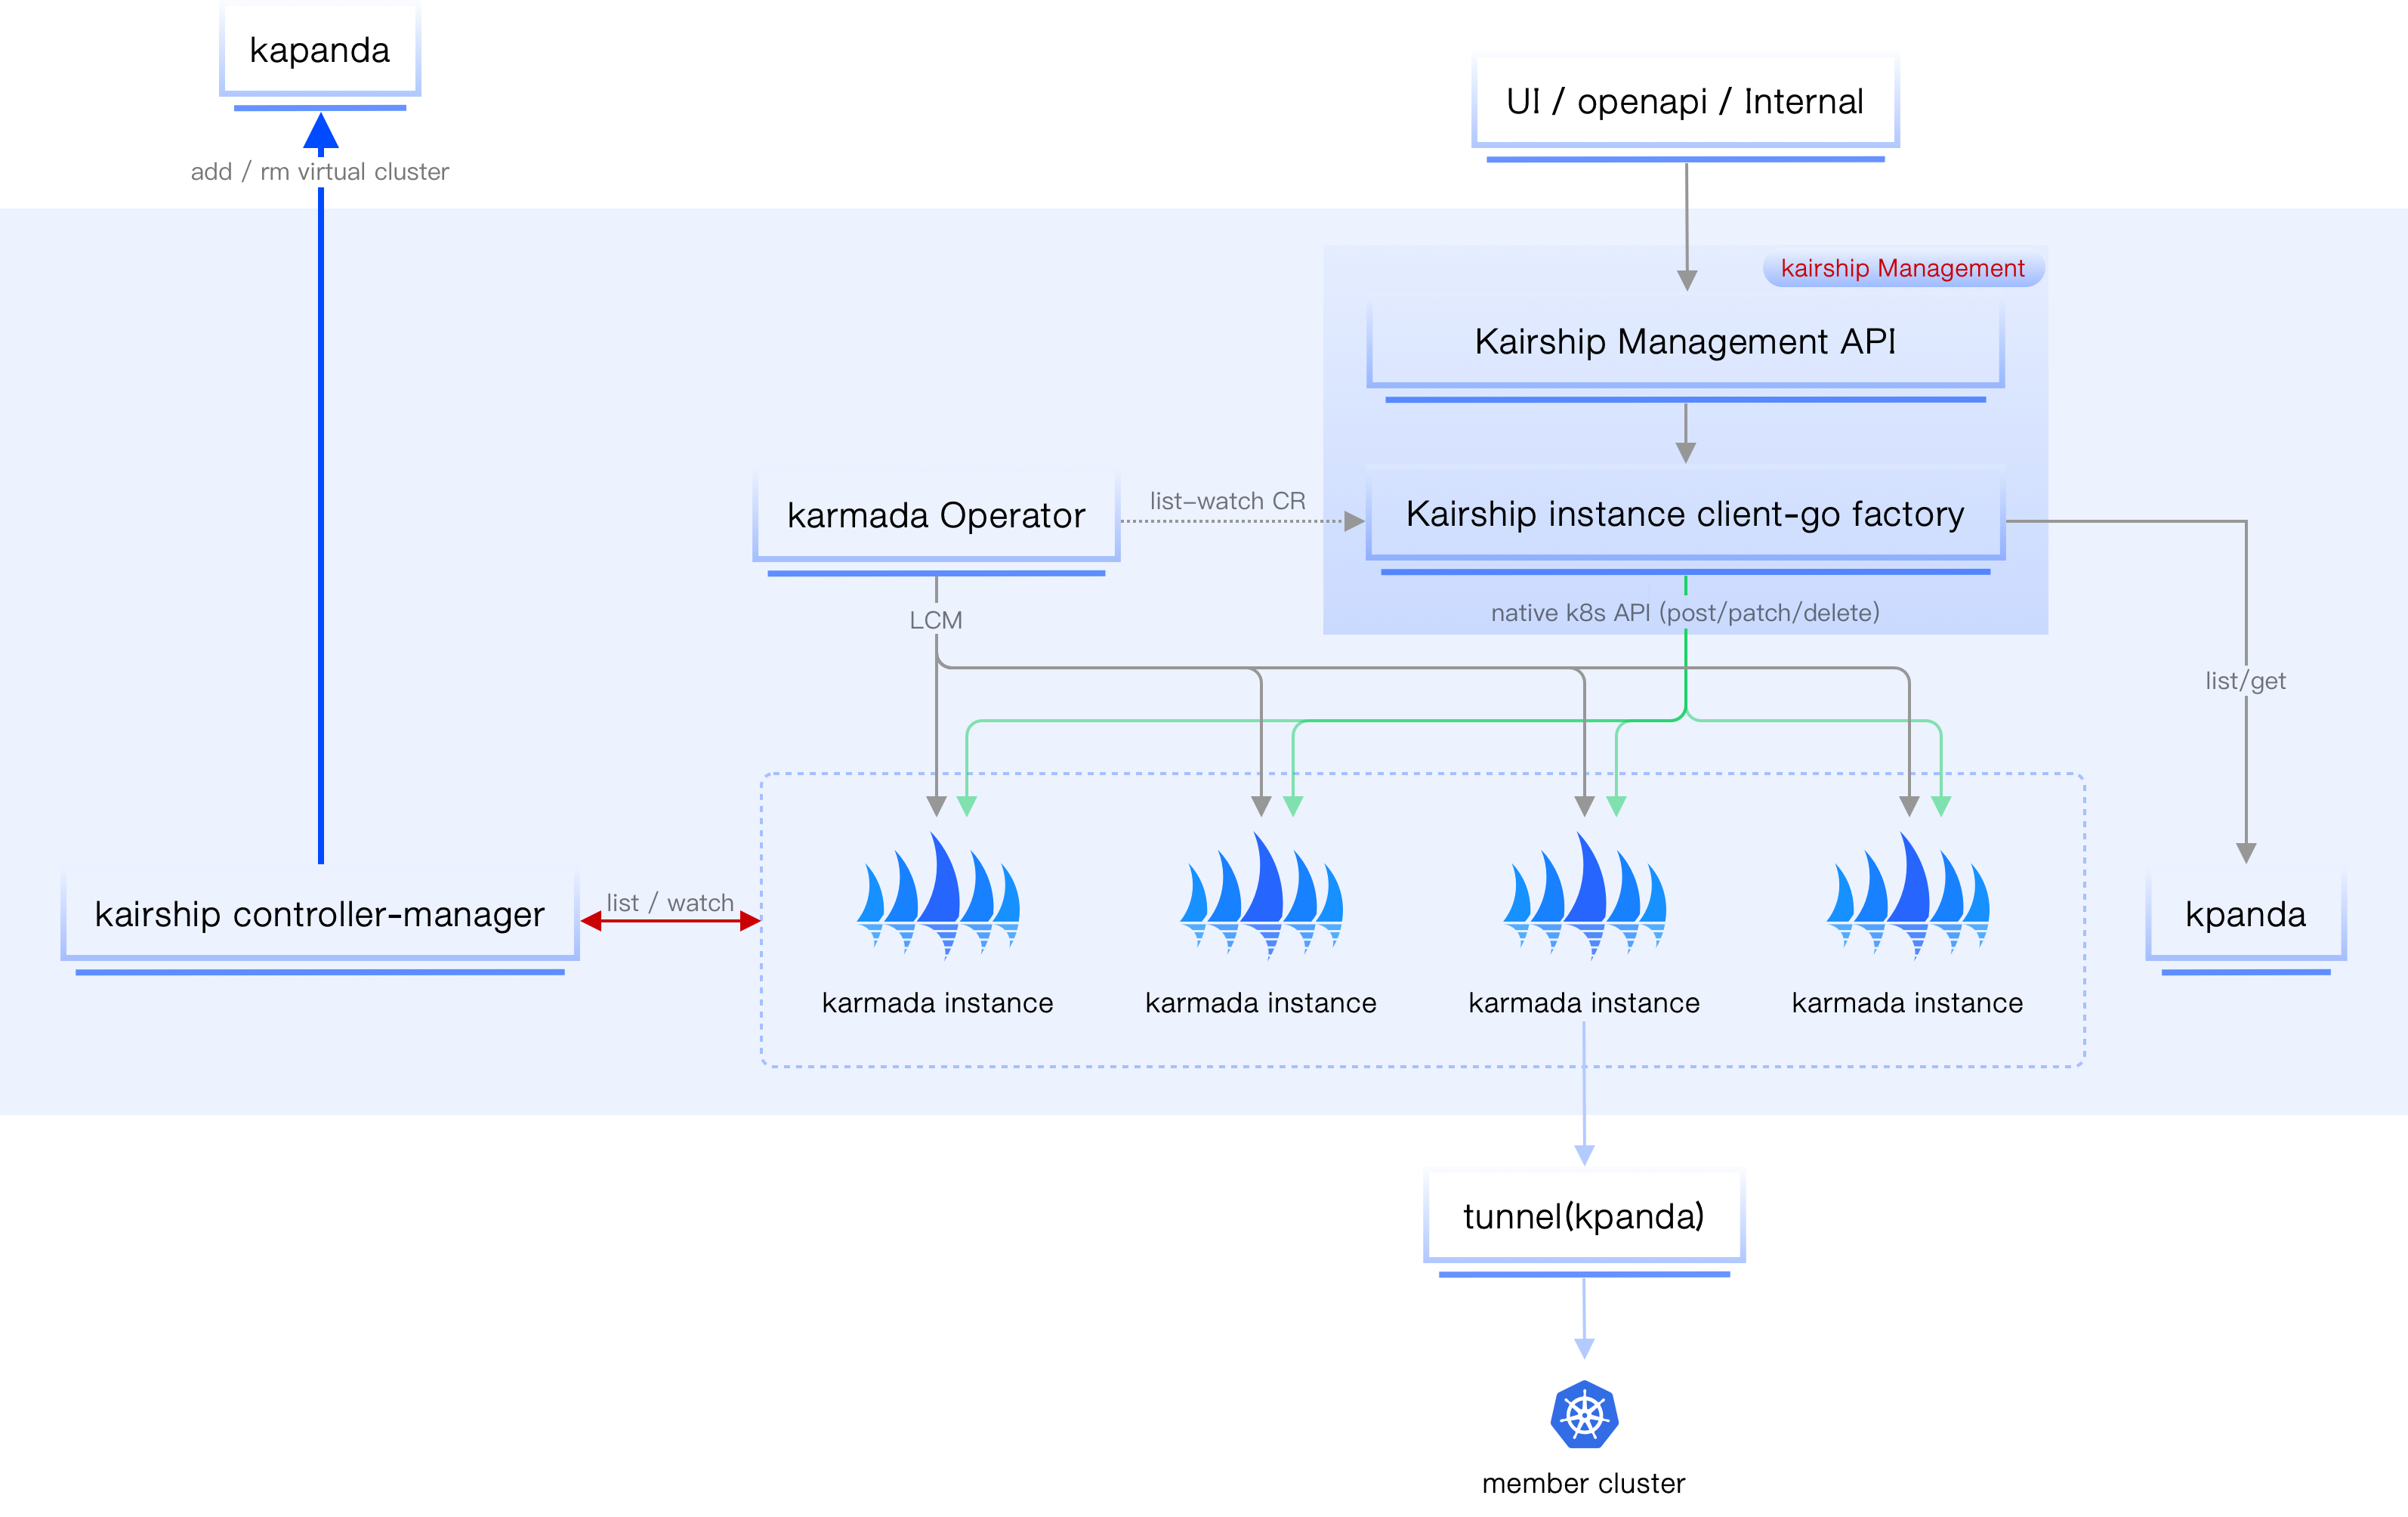 kapanda
UI / openapi / Internal
add / rm virtual cluster
kairship Management
Kairship Management API
karmada Operator
list-watch CR
Kairship instance client-go factory
LCM
native k8s API (post/patch/delete)
list/get
kairship controller-manager
list / watch
kpanda
karmada instance
karmada instance
karmada instance
karmada instance
tunnel(kpanda)
member cluster